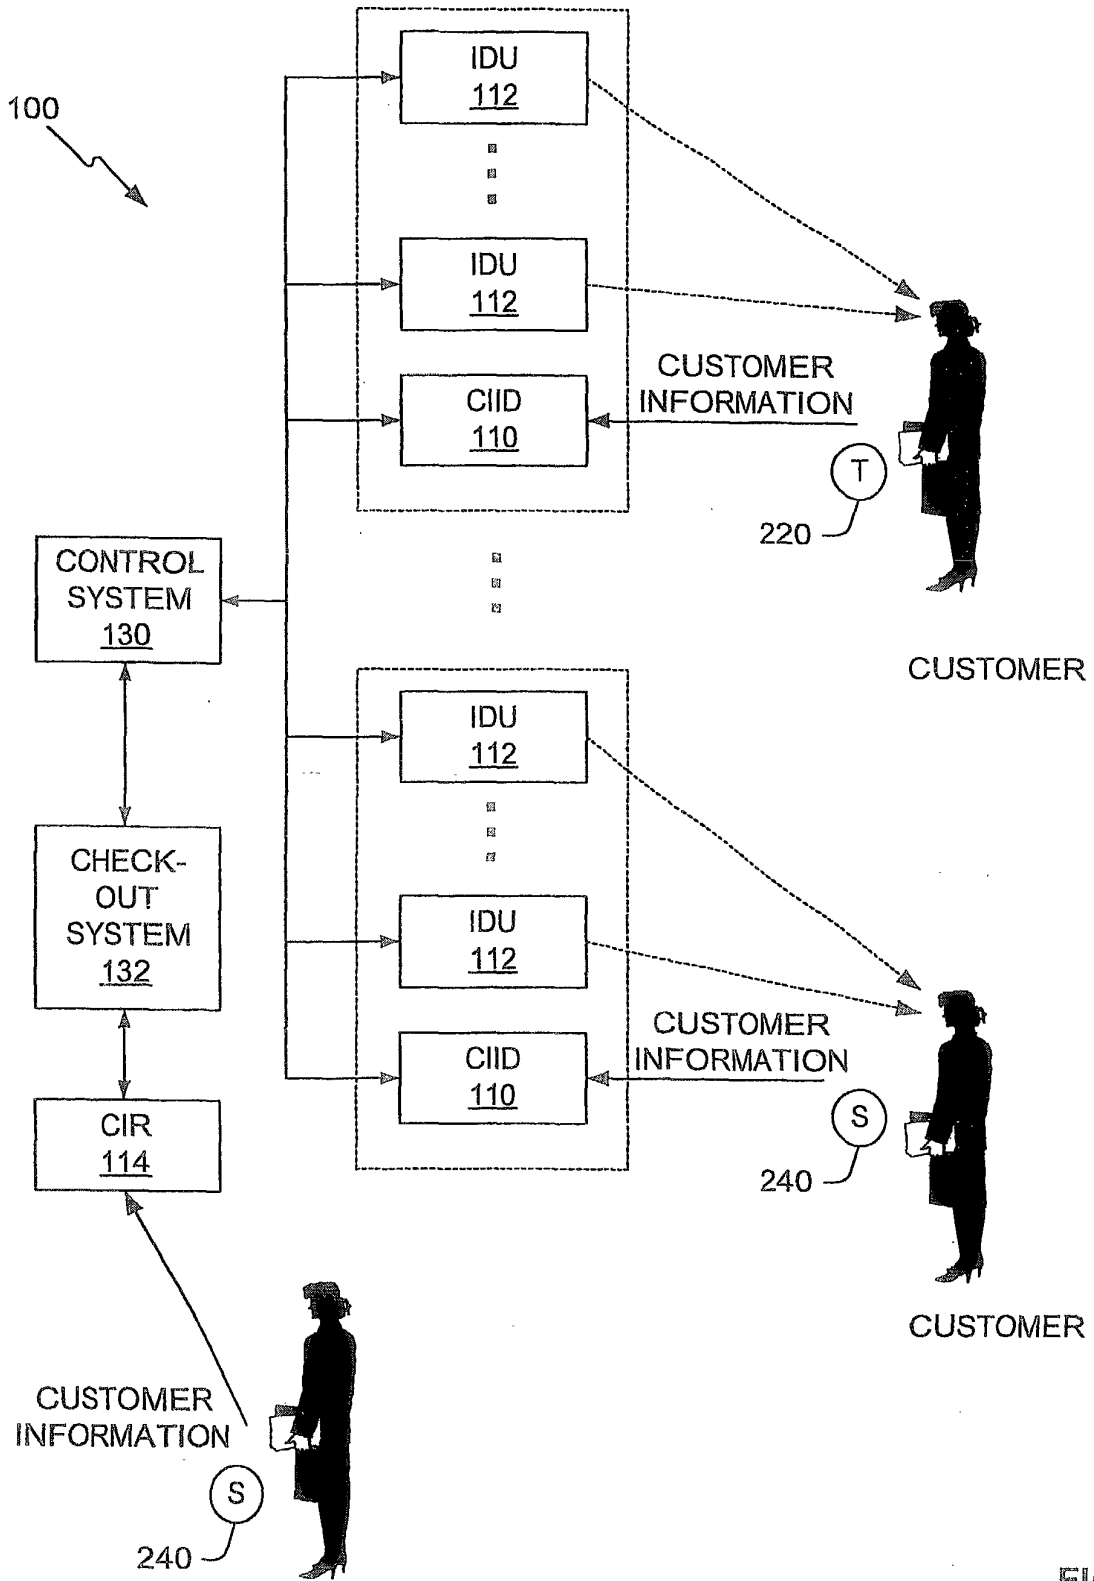 100
IDU
112
IDU
112
CIID
110
CUSTOMER
INFORMATION
T
220
CUSTOMER
CONTROL
SYSTEM
130
IDU
112
CHECK-
OUT
SYSTEM
132
IDU
112
CIID
110
CUSTOMER
INFORMATION
S
240
CUSTOMER
CIR
114
CUSTOMER
INFORMATION
S
240